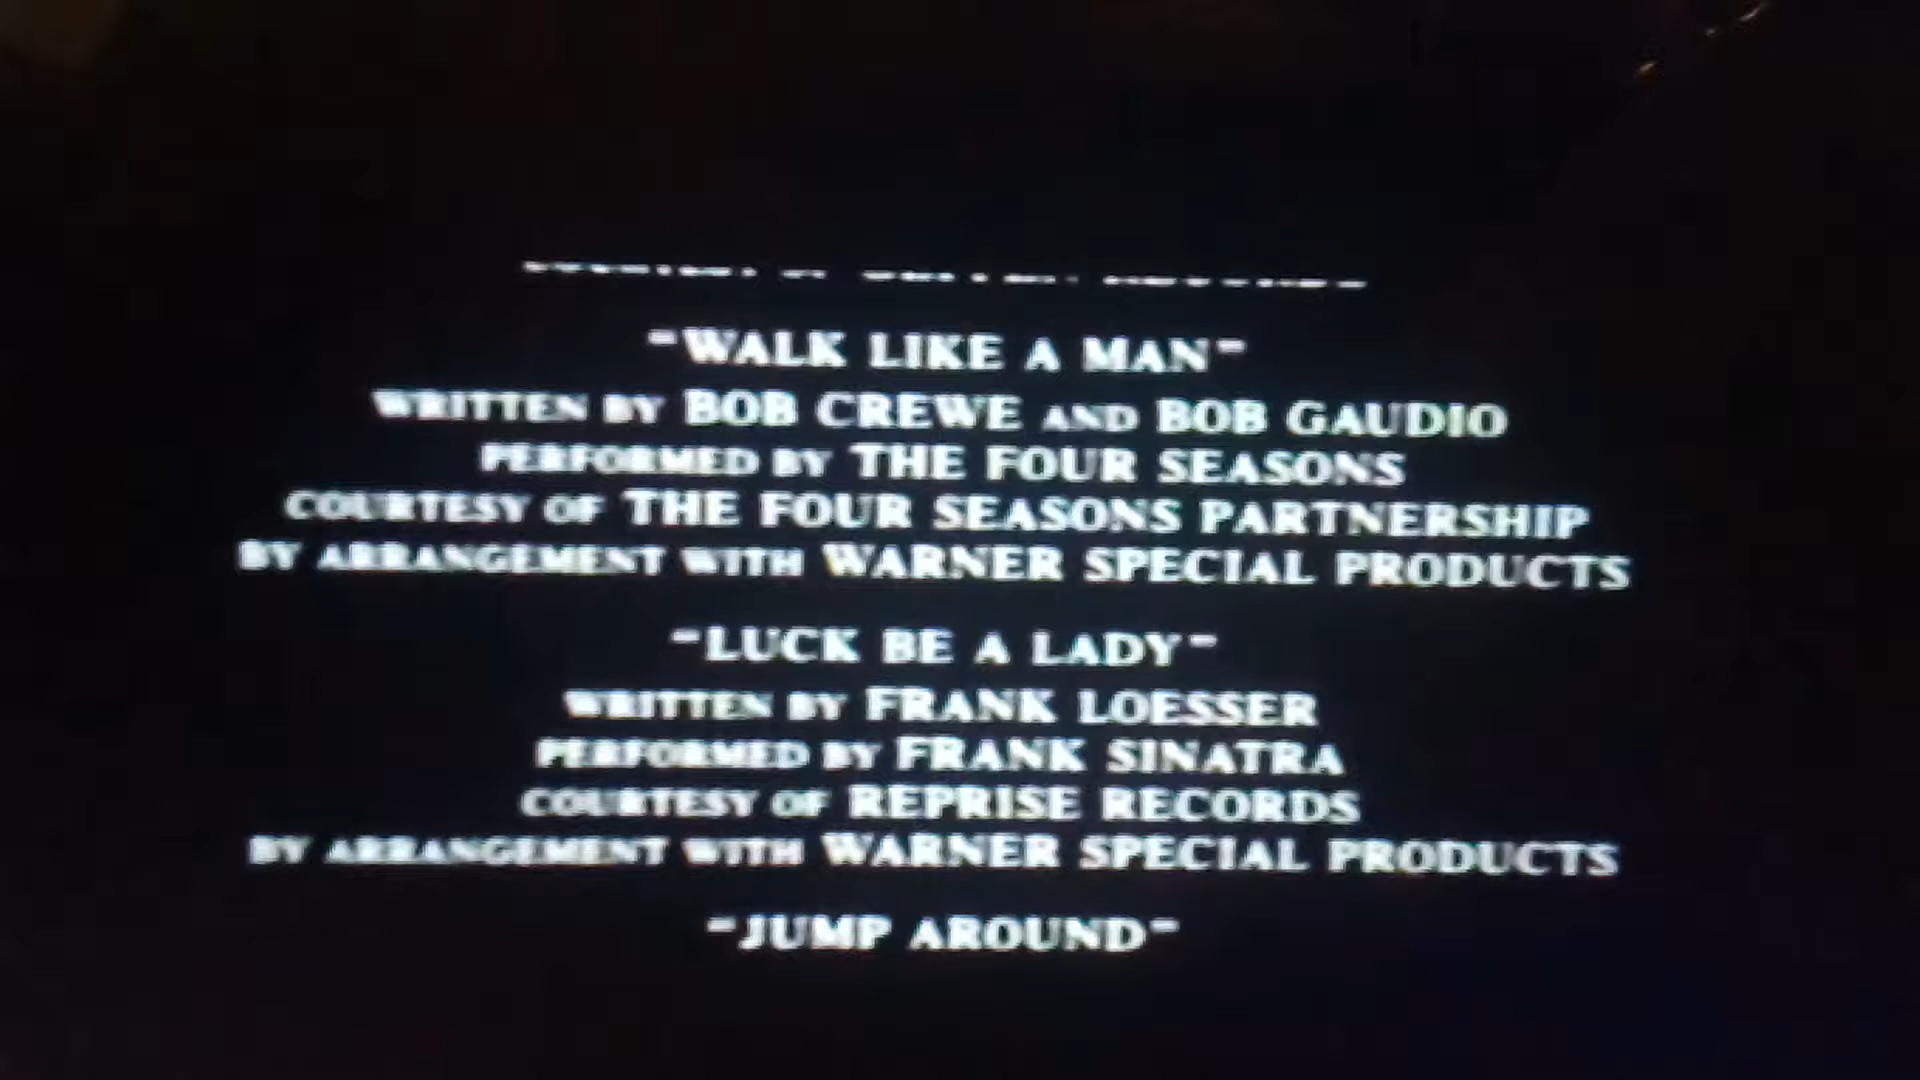 "WALK LIKE A MAN"
WRITTEN BY BOB CREWE AND BOB GAUDIO
PERFORMED BY THE FOUR SEASONS
COURTESY OF THE FOUR SEASONS PARTNERSHIP
BY ARRANGEMENT WITH WARNER SPECIAL PRODUCTS
"LUCK BE A LADY"
WRITTEN BY FRANK LOESSER
PERFORMED BY FRANK SINATRA
COURTESY OF REPRISE RECORDS
BY ARRANGEMENT WITH WARNER SPECIAL PRODUCTS
"JUMP AROUND"